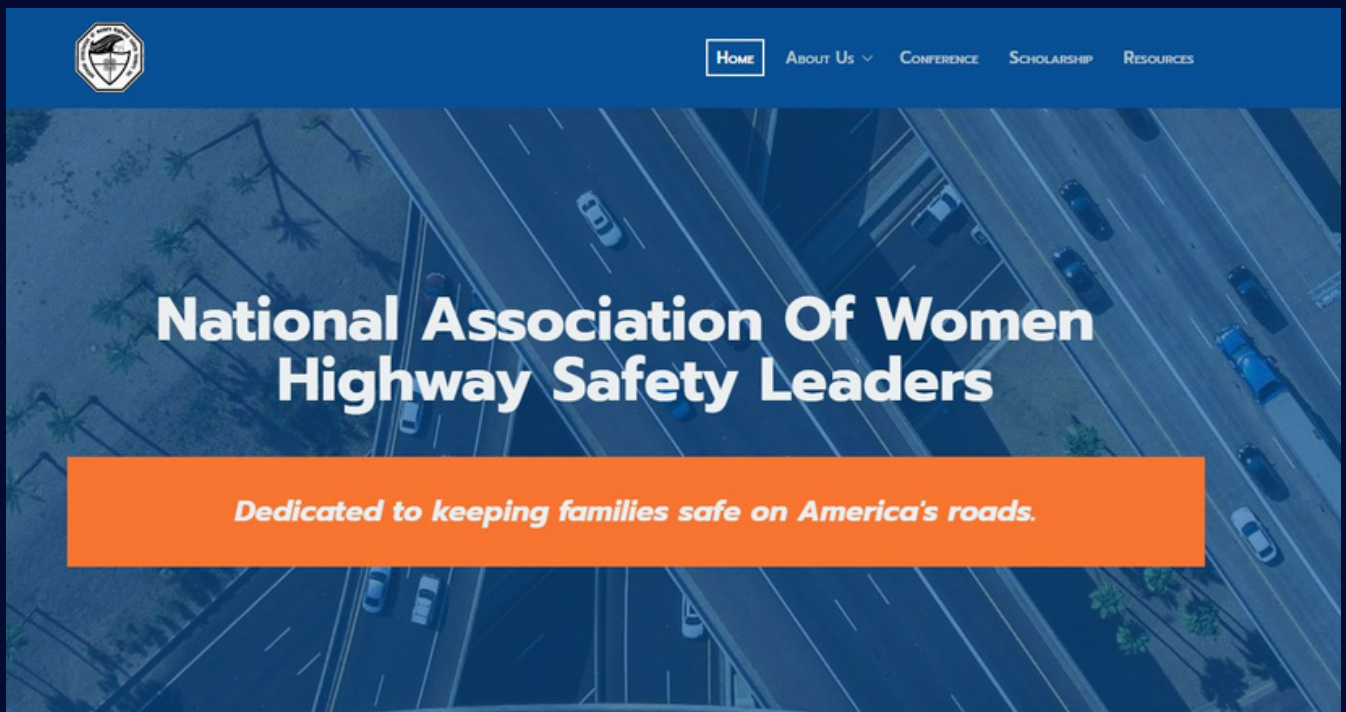 Home
About Us
Conference
Scholarship
Resources
National Association Of Women
Highway Safety Leaders
Dedicated to keeping families safe on America's roads.